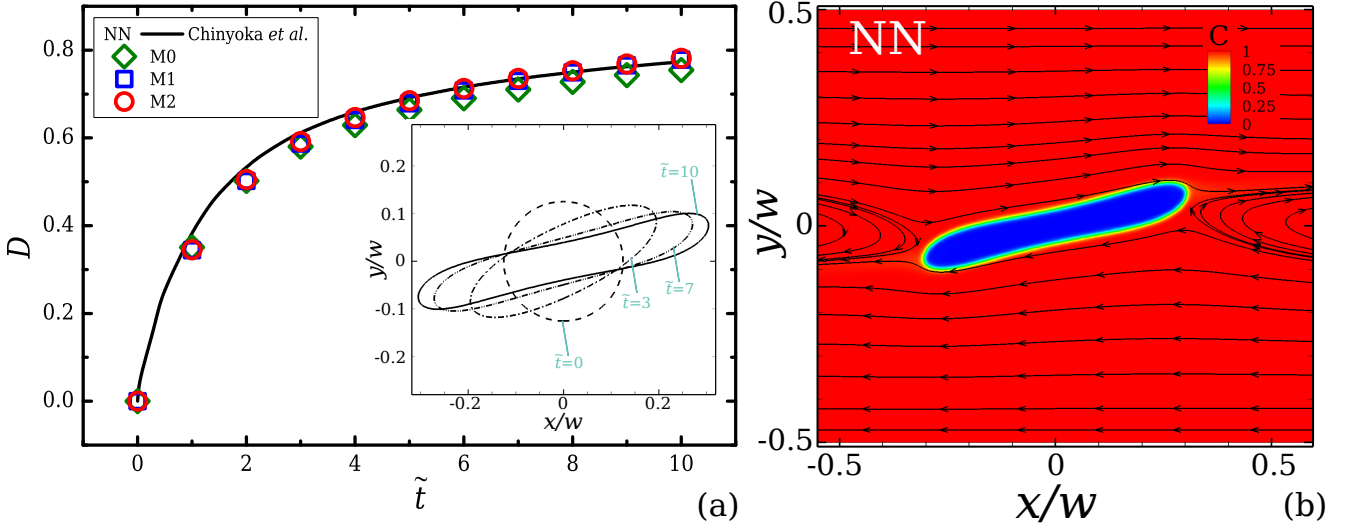 NN — Chinyoka et al.
M0
M1
M2
D
0.8
0.6
0.4
0.2
0.0
0 2 4 6 8 10
t̃
(a)
y/w
0.2
0.1
0
-0.1
-0.2
-0.2 0 0.2
x/w
t̃=10
t̃=7
t̃=3
t̃=0
NN
C
1
0.75
0.25
0
y/w
0.5
0
-0.5
-0.5 0 0.5
x/w
(b)